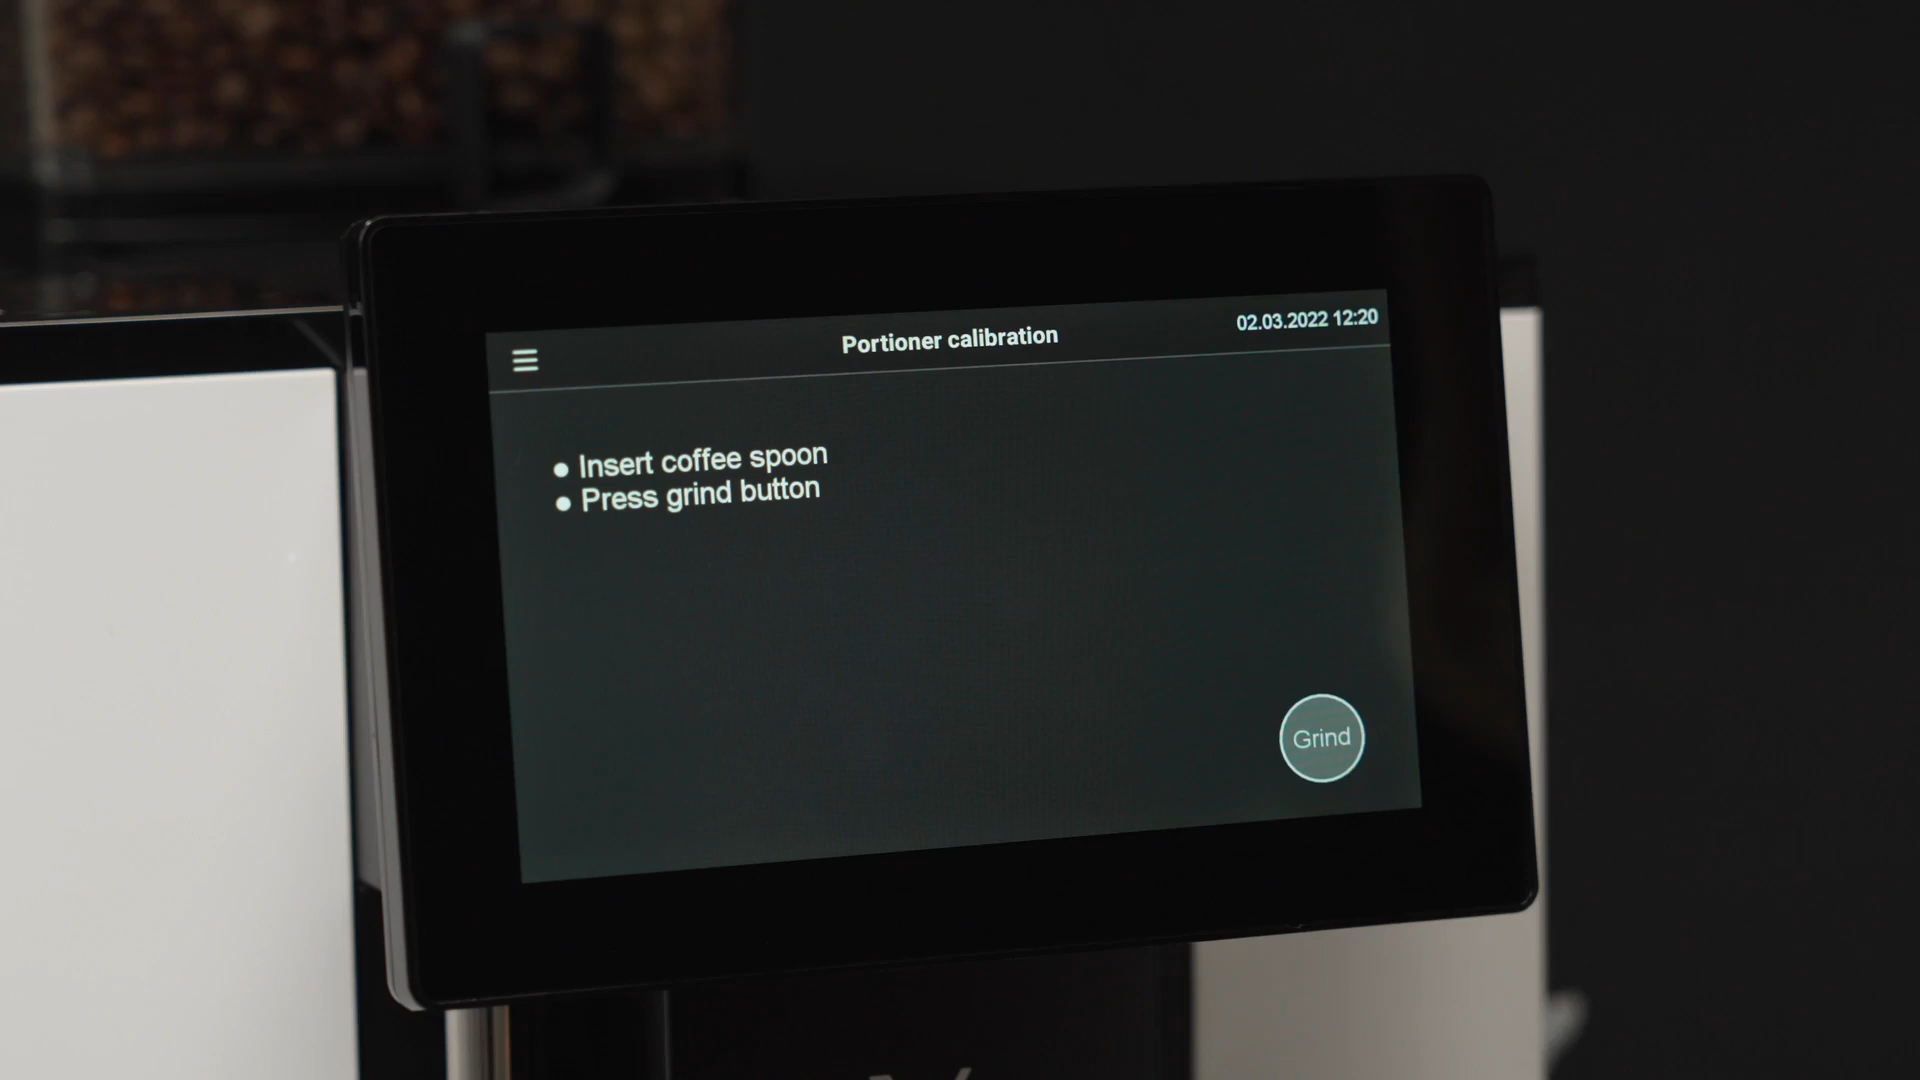 Portioner calibration
02.03.2022 12:20
● Insert coffee spoon
● Press grind button
Grind